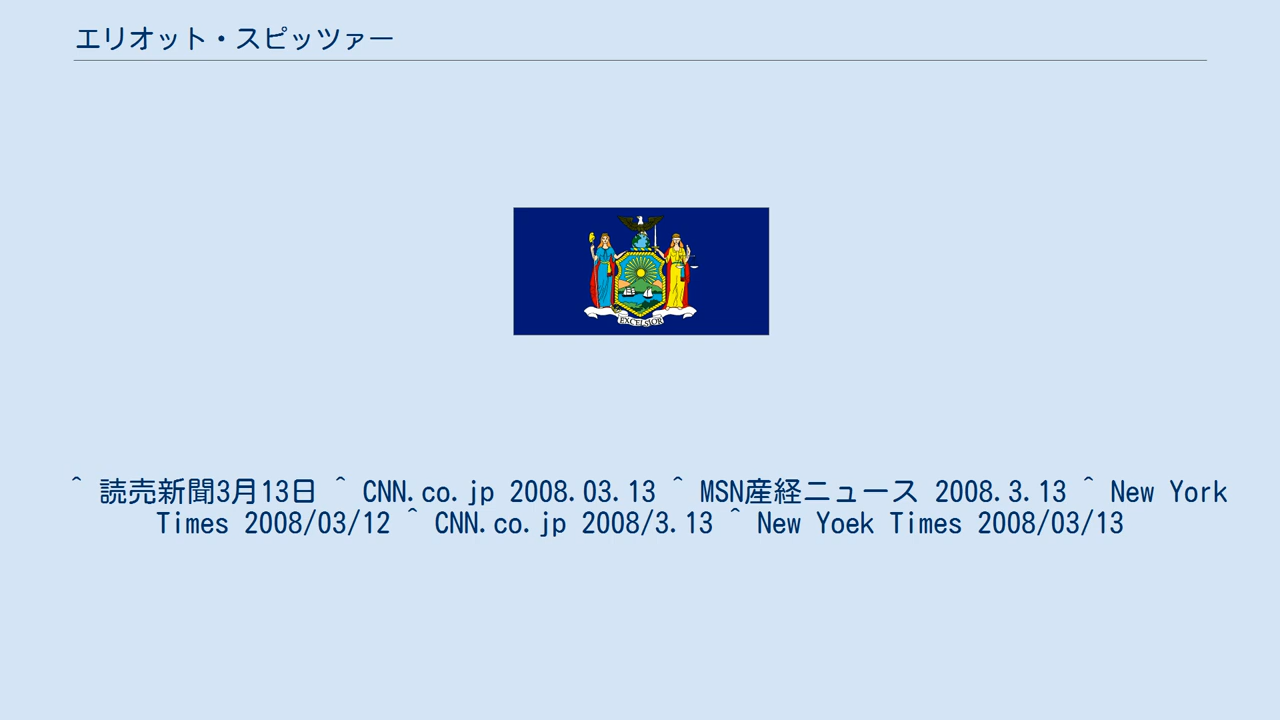 エリオット・スピッツァー
EXCELSIOR
^ 読売新聞3月13日 ^ CNN.co.jp 2008.03.13 ^ MSN産経ニュース 2008.3.13 ^ New York
Times 2008/03/12 ^ CNN.co.jp 2008/3.13 ^ New Yoek Times 2008/03/13